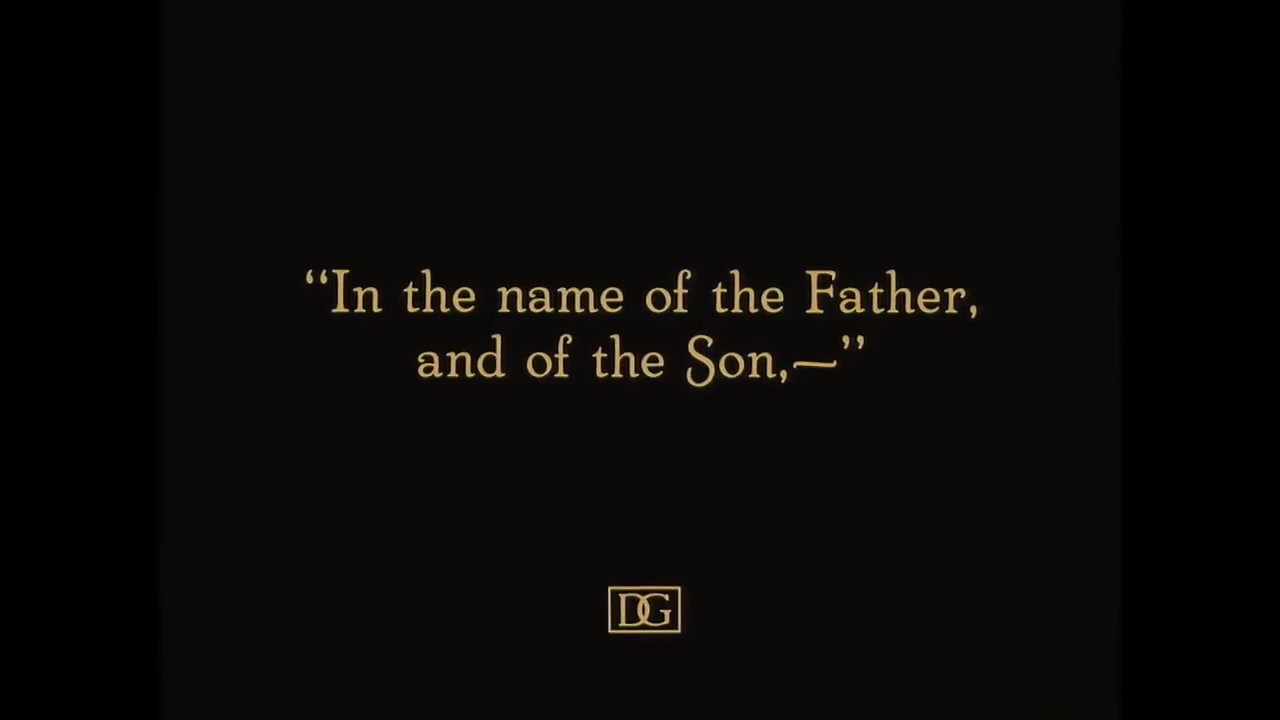 “In the name of the Father,
and of the Son,—”
DG